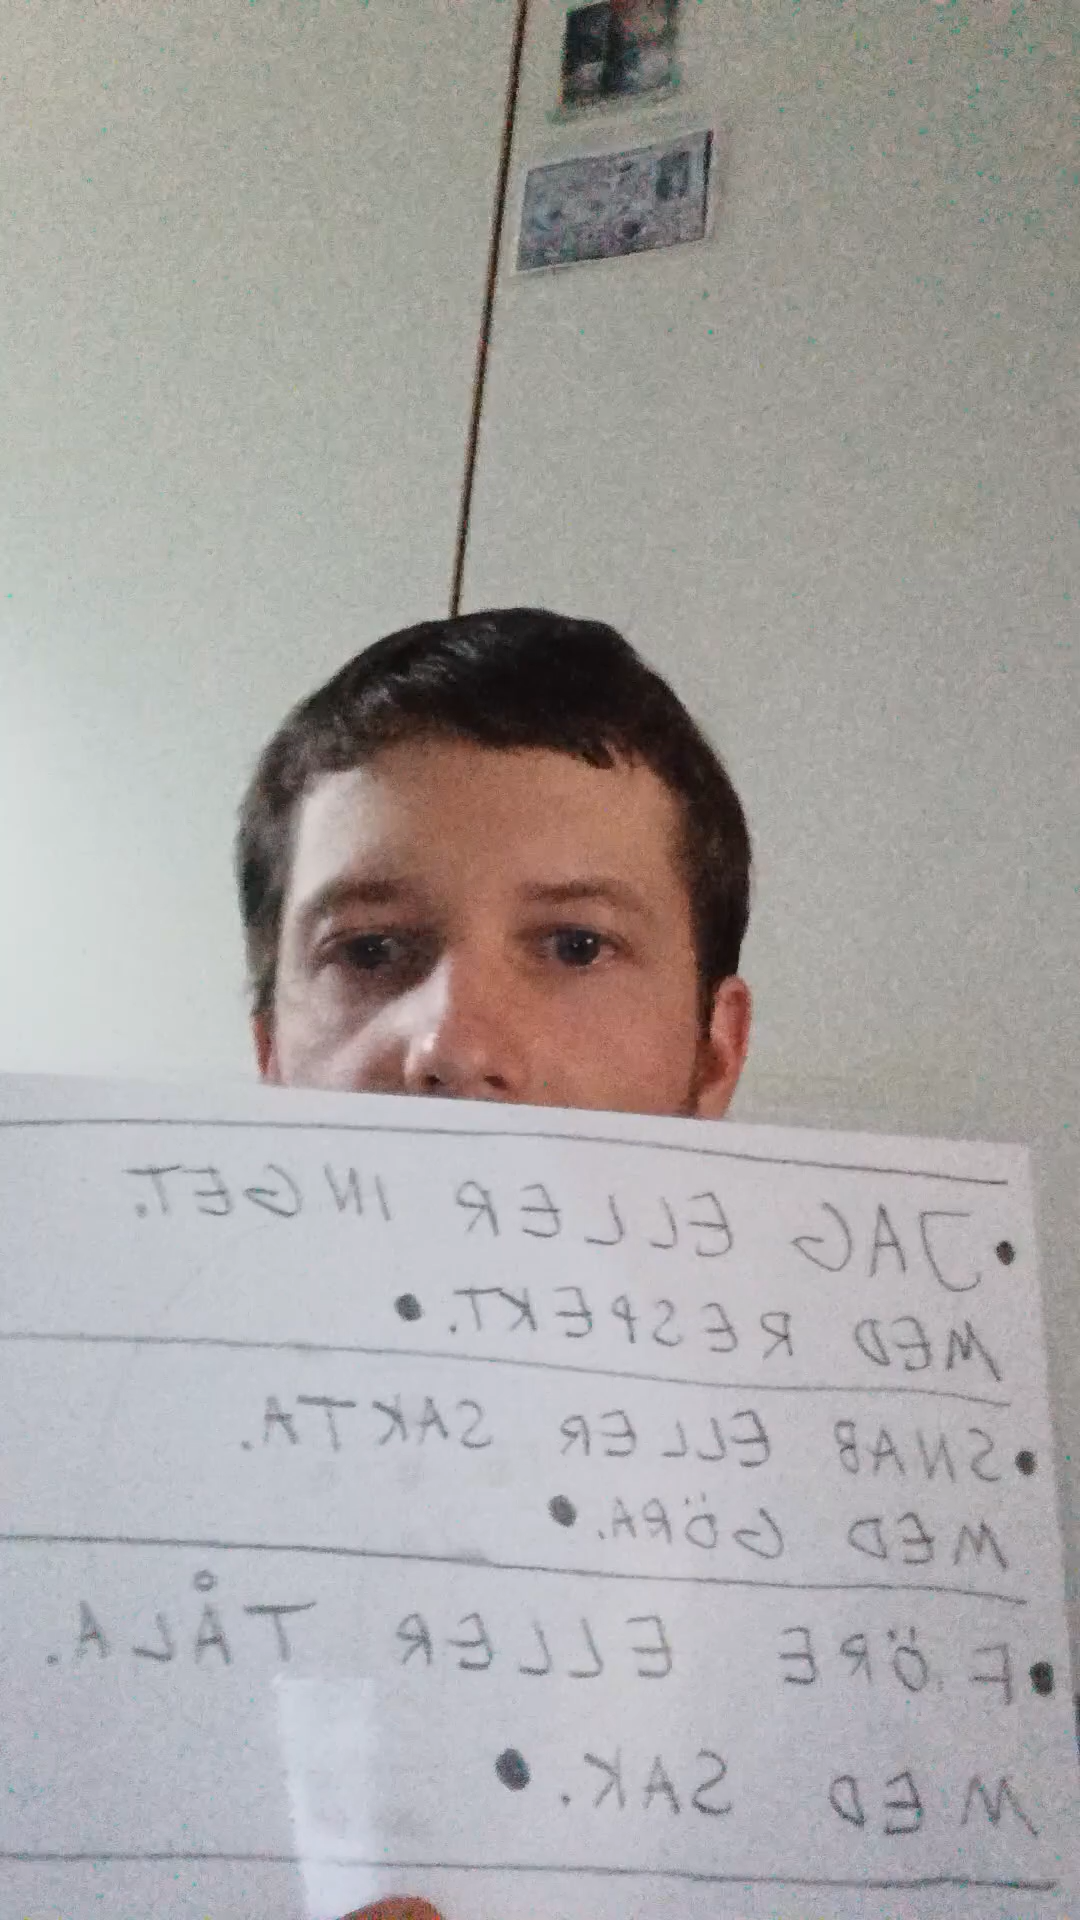 • JAG ELLER INGET.
MED RESPEKT. •
• SNAB ELLER SAKTA.
MED GÖRA. •
• FÖRE ELLER TÅLA.
MED SAK. •